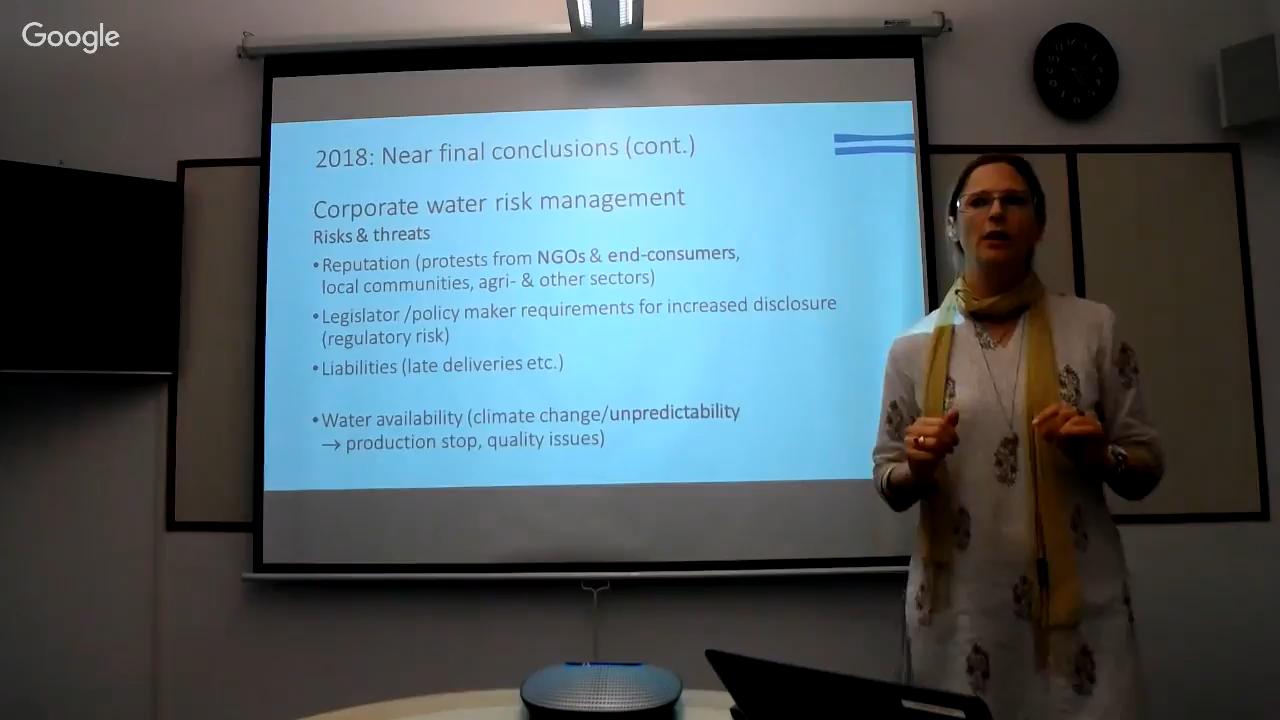 Google
2018: Near final conclusions (cont.)
Corporate water risk management
Risks & threats
•Reputation (protests from NGOs & end-consumers,
local communities, agri- & other sectors)
•Legislator /policy maker requirements for increased disclosure
(regulatory risk)
•Liabilities (late deliveries etc.)
•Water availability (climate change/unpredictability
→ production stop, quality issues)